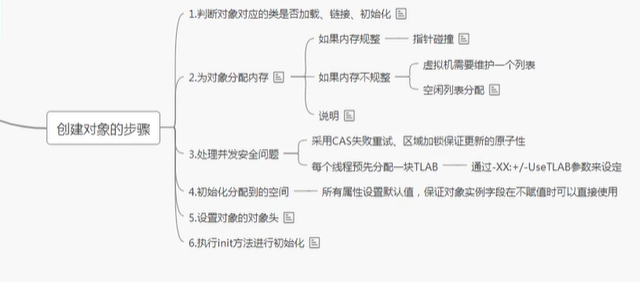 创建对象的步骤
1.判断对象对应的类是否加载、链接、初始化
2.为对象分配内存
如果内存规整
指针碰撞
如果内存不规整
虚拟机需要维护一个列表
空闲列表分配
说明
3.处理并发安全问题
采用CAS失败重试、区域加锁保证更新的原子性
每个线程预先分配一块TLAB
通过-XX:+/-UseTLAB参数来设定
4.初始化分配到的空间
所有属性设置默认值，保证对象实例字段在不赋值时可以直接使用
5.设置对象的对象头
6.执行init方法进行初始化